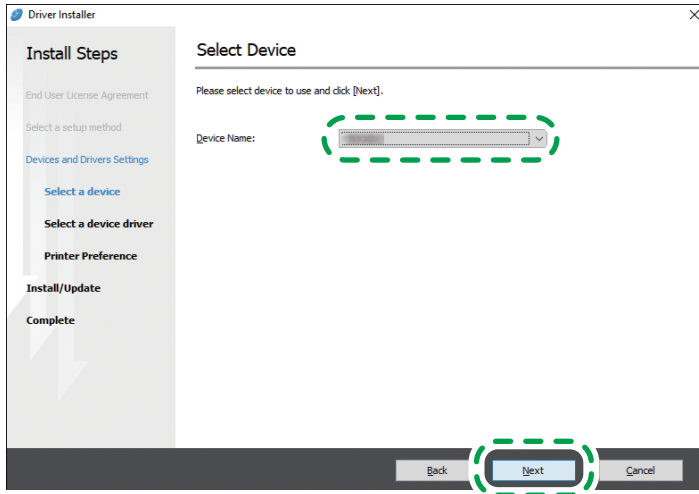 Driver Installer
Install Steps
End User License Agreement
Select a setup method
Devices and Drivers Settings
Select a device
Select a device driver
Printer Preference
Install/Update
Complete
Select Device
Please select device to use and click [Next].
Device Name:
Back
Next
Cancel